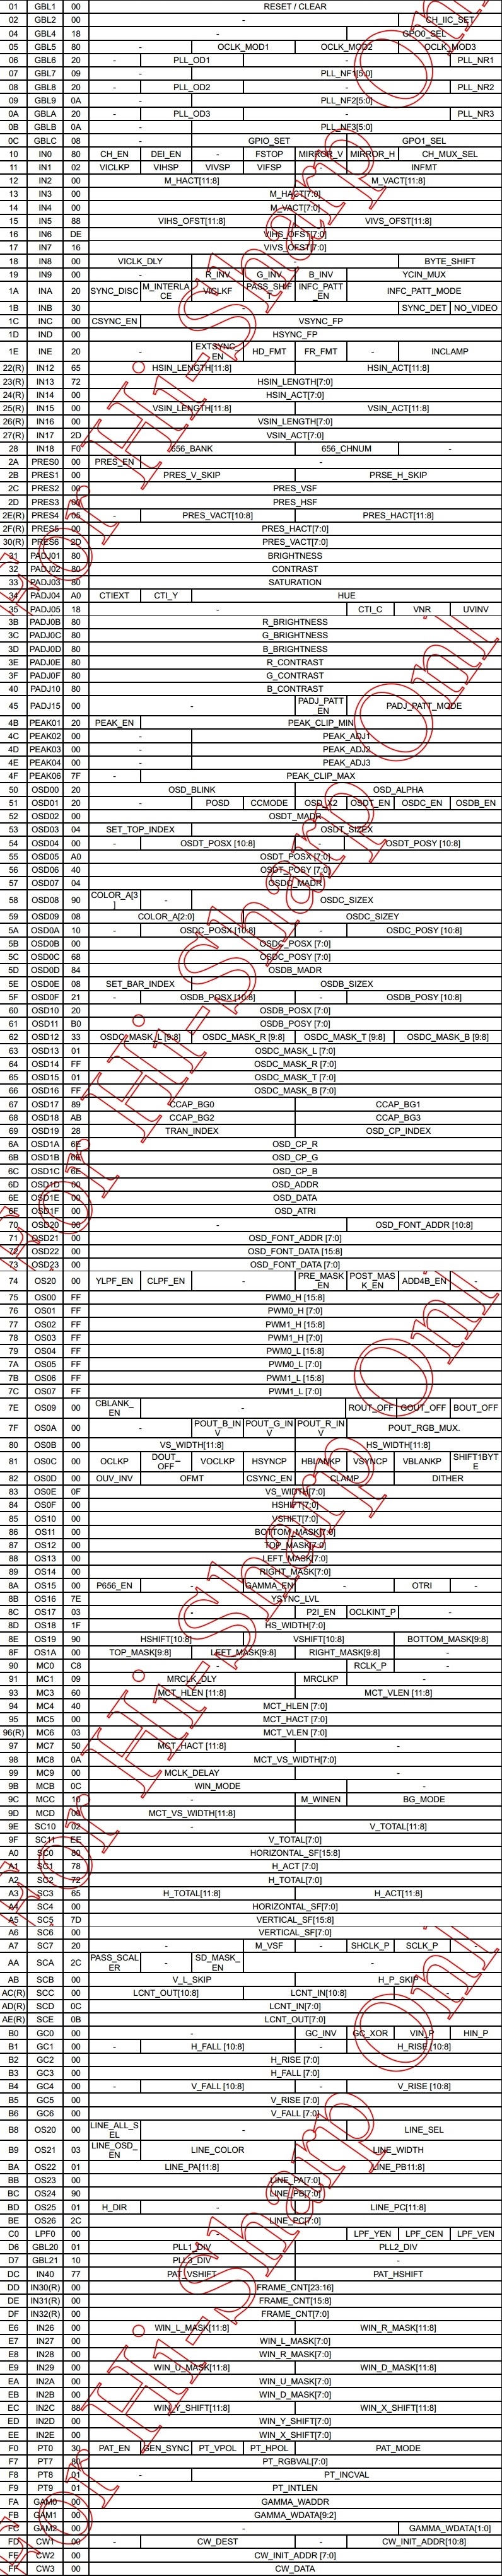 01 GBL1 00 RESET / CLEAR
02 GBL2 00 - CH_IIC_SET
04 GBL4 18 - GPO0_SEL
05 GBL5 80 - OCLK_MOD1 OCLK_MOD2 OCLK_MOD3
06 GBL6 20 - PLL_OD1 - PLL_NR1
07 GBL7 09 - PLL_NF1[5:0]
08 GBL8 20 - PLL_OD2 - PLL_NR2
09 GBL9 0A - PLL_NF2[5:0]
0A GBLA 20 - PLL_OD3 - PLL_NR3
0B GBLB 0A - PLL_NF3[5:0]
0C GBLC 08 - GPIO_SET GPO1_SEL
10 IN0 80 CH_EN DEI_EN - FSTOP MIRROR_V MIRROR_H CH_MUX_SEL
11 IN1 02 VICLKP VIHSP VIVSP VIFSP - INFMT
12 IN2 00 M_HACT[11:8] M_VACT[11:8]
13 IN3 00 M_HACT[7:0]
14 IN4 00 M_VACT[7:0]
15 IN5 88 VIHS_OFST[11:8] VIVS_OFST[11:8]
16 IN6 DE VIHS_OFST[7:0]
17 IN7 16 VIVS_OFST[7:0]
18 IN8 00 VICLK_DLY - BYTE_SHIFT
19 IN9 00 - R_INV G_INV B_INV YCIN_MUX
1A INA 20 SYNC_DISC M_INTERLACE VICLKF PASS_SHIFT INFC_PATT_EN INFC_PATT_MODE
1B INB 30 - SYNC_DET NO_VIDEO
1C INC 00 CSYNC_EN VSYNC_FP
1D IND 00 HSYNC_FP
1E INE 20 - EXTSYNC_EN HD_FMT FR_FMT - INCLAMP
22(R) IN12 65 HSIN_LENGTH[11:8] HSIN_ACT[11:8]
23(R) IN13 72 HSIN_LENGTH[7:0]
24(R) IN14 00 HSIN_ACT[7:0]
25(R) IN15 00 VSIN_LENGTH[11:8] VSIN_ACT[11:8]
26(R) IN16 00 VSIN_LENGTH[7:0]
27(R) IN17 2D VSIN_ACT[7:0]
28 IN18 F0 656_BANK 656_CHNUM -
2A PRES0 00 PRES_EN -
2B PRES1 00 PRES_V_SKIP PRSE_H_SKIP
2C PRES2 00 PRES_VSF
2D PRES3 PRES_HSF
2E(R) PRES4 05 - PRES_VACT[10:8] PRES_HACT[11:8]
2F(R) PRES5 00 PRES_HACT[7:0]
30(R) PRES6 2D PRES_VACT[7:0]
31 PADJ01 80 BRIGHTNESS
32 PADJ02 80 CONTRAST
33 PADJ03 80 SATURATION
34 PADJ04 A0 CTIEXT CTI_Y HUE
35 PADJ05 18 - CTI_C VNR UVINV
3B PADJ0B 80 R_BRIGHTNESS
3C PADJ0C 80 G_BRIGHTNESS
3D PADJ0D 80 B_BRIGHTNESS
3E PADJ0E 80 R_CONTRAST
3F PADJ0F 80 G_CONTRAST
40 PADJ10 80 B_CONTRAST
45 PADJ15 00 - PADJ_PATT_EN PADJ_PATT_MODE
4B PEAK01 20 PEAK_EN PEAK_CLIP_MIN
4C PEAK02 00 - PEAK_ADJ1
4D PEAK03 00 - PEAK_ADJ2
4E PEAK04 00 - PEAK_ADJ3
4F PEAK06 7F - PEAK_CLIP_MAX
50 OSD00 20 OSD_BLINK OSD_ALPHA
51 OSD01 20 - POSD CCMODE OSD_X2 OSDT_EN OSDC_EN OSDB_EN
52 OSD02 00 OSDT_MADR
53 OSD03 04 SET_TOP_INDEX OSDT_SIZEX
54 OSD04 00 - OSDT_POSX [10:8] - OSDT_POSY [10:8]
55 OSD05 A0 OSDT_POSX [7:0]
56 OSD06 40 OSDT_POSY [7:0]
57 OSD07 04 OSDC_MADR
58 OSD08 90 COLOR_A[3] - OSDC_SIZEX
59 OSD09 08 COLOR_A[2:0] OSDC_SIZEY
5A OSD0A 10 - OSDC_POSX [10:8] - OSDC_POSY [10:8]
5B OSD0B 00 OSDC_POSX [7:0]
5C OSD0C 68 OSDC_POSY [7:0]
5D OSD0D 84 OSDB_MADR
5E OSD0E 08 SET_BAR_INDEX OSDB_SIZEX
5F OSD0F 21 - OSDB_POSX[10:8] - OSDB_POSY [10:8]
60 OSD10 20 OSDB_POSX [7:0]
61 OSD11 B0 OSDB_POSY [7:0]
62 OSD12 33 OSDC_MASK_L [9:8] OSDC_MASK_R [9:8] OSDC_MASK_T [9:8] OSDC_MASK_B [9:8]
63 OSD13 01 OSDC_MASK_L [7:0]
64 OSD14 FF OSDC_MASK_R [7:0]
65 OSD15 01 OSDC_MASK_T [7:0]
66 OSD16 FF OSDC_MASK_B [7:0]
67 OSD17 89 CCAP_BG0 CCAP_BG1
68 OSD18 AB CCAP_BG2 CCAP_BG3
69 OSD19 28 TRAN_INDEX OSD_CP_INDEX
6A OSD1A 6E OSD_CP_R
6B OSD1B 6E OSD_CP_G
6C OSD1C 6E OSD_CP_B
6D OSD1D 00 OSD_ADDR
6E OSD1E 00 OSD_DATA
6F OSD1F 00 OSD_ATRI
70 OSD20 00 - OSD_FONT_ADDR [10:8]
71 OSD21 00 OSD_FONT_ADDR [7:0]
72 OSD22 00 OSD_FONT_DATA [15:8]
73 OSD23 00 OSD_FONT_DATA [7:0]
74 OS20 00 YLPF_EN CLPF_EN - PRE_MASK_EN POST_MASK_EN ADD4B_EN -
75 OS00 FF PWM0_H [15:8]
76 OS01 FF PWM0_H [7:0]
77 OS02 FF PWM1_H [15:8]
78 OS03 FF PWM1_H [7:0]
79 OS04 FF PWM0_L [15:8]
7A OS05 FF PWM0_L [7:0]
7B OS06 FF PWM1_L [15:8]
7C OS07 FF PWM1_L [7:0]
7E OS09 00 CBLANK_EN - ROUT_OFF GOUT_OFF BOUT_OFF
7F OS0A 00 - POUT_B_INV POUT_G_INV POUT_R_INV POUT_RGB_MUX.
80 OS0B 00 VS_WIDTH[11:8] HS_WIDTH[11:8]
81 OS0C 00 OCLKP DOUT_OFF VOCLKP HSYNCP HBLANKP VSYNCP VBLANKP SHIFT1BYTE
82 OS0D 00 OUV_INV OFMT CSYNC_EN CLAMP DITHER
83 OS0E 0F VS_WIDTH[7:0]
84 OS0F 00 HSHIFT[7:0]
85 OS10 00 VSHIFT[7:0]
86 OS11 00 BOTTOM_MASK[7:0]
87 OS12 00 TOP_MASK[7:0]
88 OS13 00 LEFT_MASK[7:0]
89 OS14 00 RIGHT_MASK[7:0]
8A OS15 00 P656_EN - GAMMA_EN - OTRI -
8B OS16 7E YSYNC_LVL
8C OS17 03 - P2I_EN OCLKINT_P -
8D OS18 1F HS_WIDTH[7:0]
8E OS19 90 HSHIFT[10:8] VSHIFT[10:8] BOTTOM_MASK[9:8]
8F OS1A 00 TOP_MASK[9:8] LEFT_MASK[9:8] RIGHT_MASK[9:8] -
90 MC0 C8 - RCLK_P -
91 MC1 09 MRCLK_DLY MRCLKP -
93 MC3 60 MCT_HLEN [11:8] MCT_VLEN [11:8]
94 MC4 40 MCT_HLEN [7:0]
95 MC5 00 MCT_HACT [7:0]
96(R) MC6 03 MCT_VLEN [7:0]
97 MC7 50 MCT_HACT [11:8] -
98 MC8 0A MCT_VS_WIDTH[7:0]
99 MC9 00 MCLK_DELAY -
9B MCB 0C WIN_MODE -
9C MCC 10 - M_WINEN BG_MODE
9D MCD 00 MCT_VS_WIDTH[11:8] -
9E SC10 02 - V_TOTAL[11:8]
9F SC11 EE V_TOTAL[7:0]
A0 SC0 80 HORIZONTAL_SF[15:8]
A1 SC1 78 H_ACT [7:0]
A2 SC2 72 H_TOTAL[7:0]
A3 SC3 65 H_TOTAL[11:8] H_ACT[11:8]
A4 SC4 00 HORIZONTAL_SF[7:0]
A5 SC5 7D VERTICAL_SF[15:8]
A6 SC6 00 VERTICAL_SF[7:0]
A7 SC7 20 - M_VSF - SHCLK_P SCLK_P -
AA SCA 2C PASS_SCALER - SD_MASK_EN -
AB SCB 00 V_L_SKIP H_P_SKIP
AC(R) SCC 00 LCNT_OUT[10:8] LCNT_IN[10:8] -
AD(R) SCD 0C LCNT_IN[7:0]
AE(R) SCE 0B LCNT_OUT[7:0]
B0 GC0 00 - GC_INV GC_XOR VIN_P HIN_P
B1 GC1 00 - H_FALL [10:8] - H_RISE [10:8]
B2 GC2 00 H_RISE [7:0]
B3 GC3 00 H_FALL [7:0]
B4 GC4 00 - V_FALL [10:8] - V_RISE [10:8]
B5 GC5 00 V_RISE [7:0]
B6 GC6 00 V_FALL [7:0]
B8 OS20 00 LINE_ALL_SEL - LINE_SEL
B9 OS21 03 LINE_OSD_EN LINE_COLOR LINE_WIDTH
BA OS22 01 LINE_PA[11:8] LINE_PB11:8]
BB OS23 00 LINE_PA[7:0]
BC OS24 90 LINE_PB[7:0]
BD OS25 01 H_DIR - LINE_PC[11:8]
BE OS26 2C LINE_PC[7:0]
C0 LPF0 00 - LPF_YEN LPF_CEN LPF_VEN
D6 GBL20 01 PLL1_DIV PLL2_DIV
D7 GBL21 10 PLL3_DIV -
DC IN40 77 PAT_VSHIFT PAT_HSHIFT
DD IN30(R) 00 FRAME_CNT[23:16]
DE IN31(R) 00 FRAME_CNT[15:8]
DF IN32(R) 00 FRAME_CNT[7:0]
E6 IN26 00 WIN_L_MASK[11:8] WIN_R_MASK[11:8]
E7 IN27 00 WIN_L_MASK[7:0]
E8 IN28 00 WIN_R_MASK[7:0]
E9 IN29 00 WIN_U_MASK[11:8] WIN_D_MASK[11:8]
EA IN2A 00 WIN_U_MASK[7:0]
EB IN2B 00 WIN_D_MASK[7:0]
EC IN2C 88 WIN_Y_SHIFT[11:8] WIN_X_SHIFT[11:8]
ED IN2D 00 WIN_Y_SHIFT[7:0]
EE IN2E 00 WIN_X_SHIFT[7:0]
F0 PT0 30 PAT_EN GEN_SYNC PT_VPOL PT_HPOL PAT_MODE
F7 PT7 80 PT_RGBVAL[7:0]
F8 PT8 01 - PT_INCVAL
F9 PT9 01 PT_INTLEN
FA GAM0 00 GAMMA_WADDR
FB GAM1 00 GAMMA_WDATA[9:2]
FC GAM2 00 - GAMMA_WDATA[1:0]
FD CW1 00 - CW_DEST - CW_INIT_ADDR[10:8]
FE CW2 00 CW_INIT_ADDR [7:0]
FF CW3 00 CW_DATA